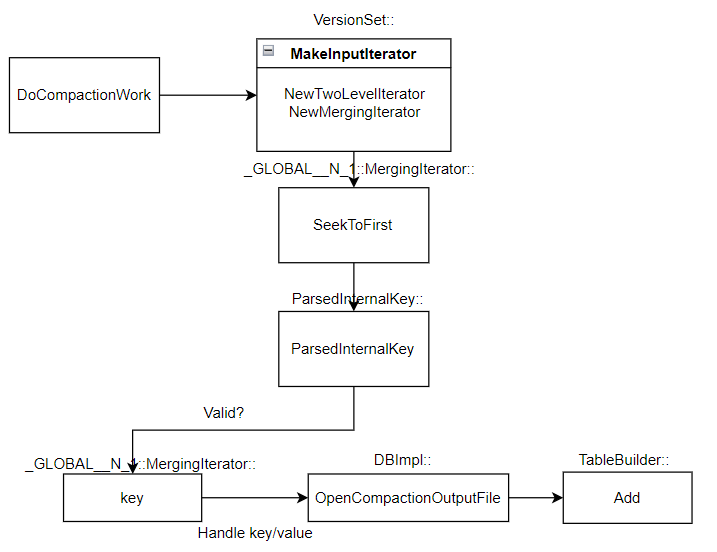 VersionSet::
MakeInputIterator
DoCompactionWork
NewTwoLevelIterator
NewMergingIterator
_GLOBAL__N_1::MergingIterator::
SeekToFirst
ParsedInternalKey::
ParsedInternalKey
Valid?
_GLOBAL__N_1::MergingIterator::
DBImpl::
TableBuilder::
key
OpenCompactionOutputFile
Add
Handle key/value